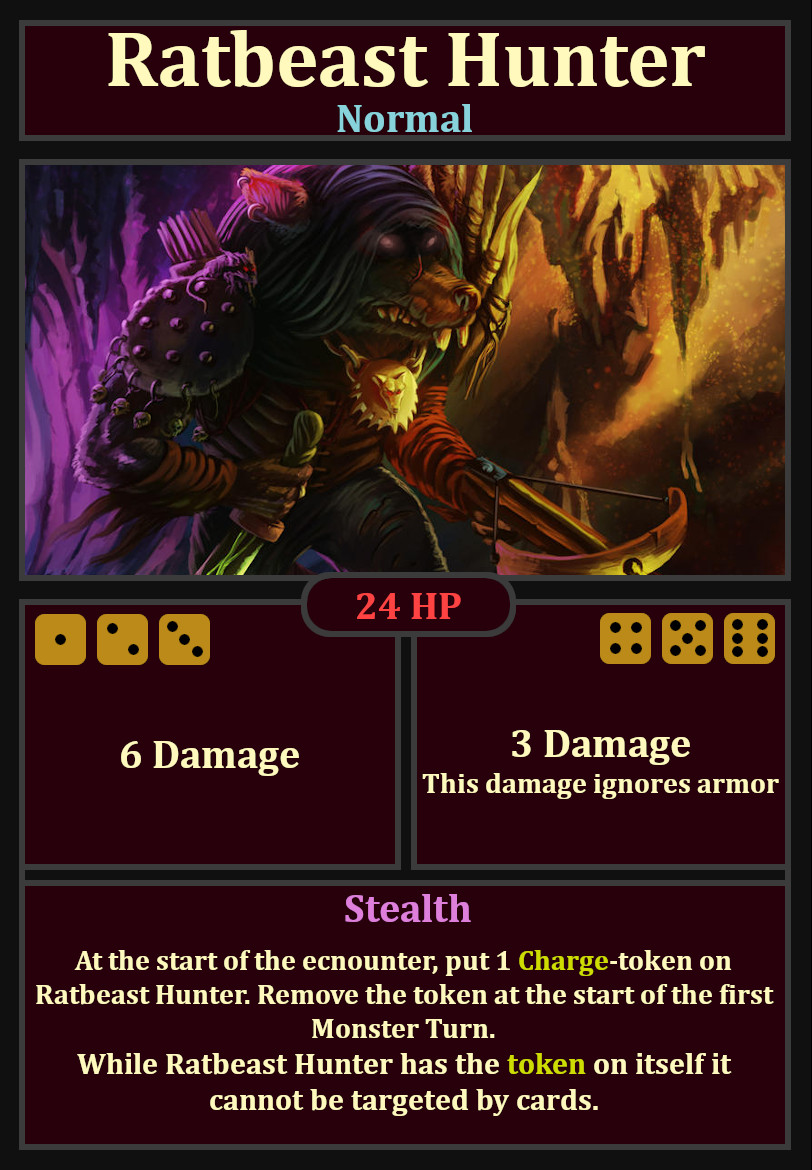 Ratbeast Hunter
Normal
24 HP
6 Damage
3 Damage
This damage ignores armor
Stealth
At the start of the ecnounter, put 1 Charge-token on
Ratbeast Hunter. Remove the token at the start of the first
Monster Turn.
While Ratbeast Hunter has the token on itself it
cannot be targeted by cards.